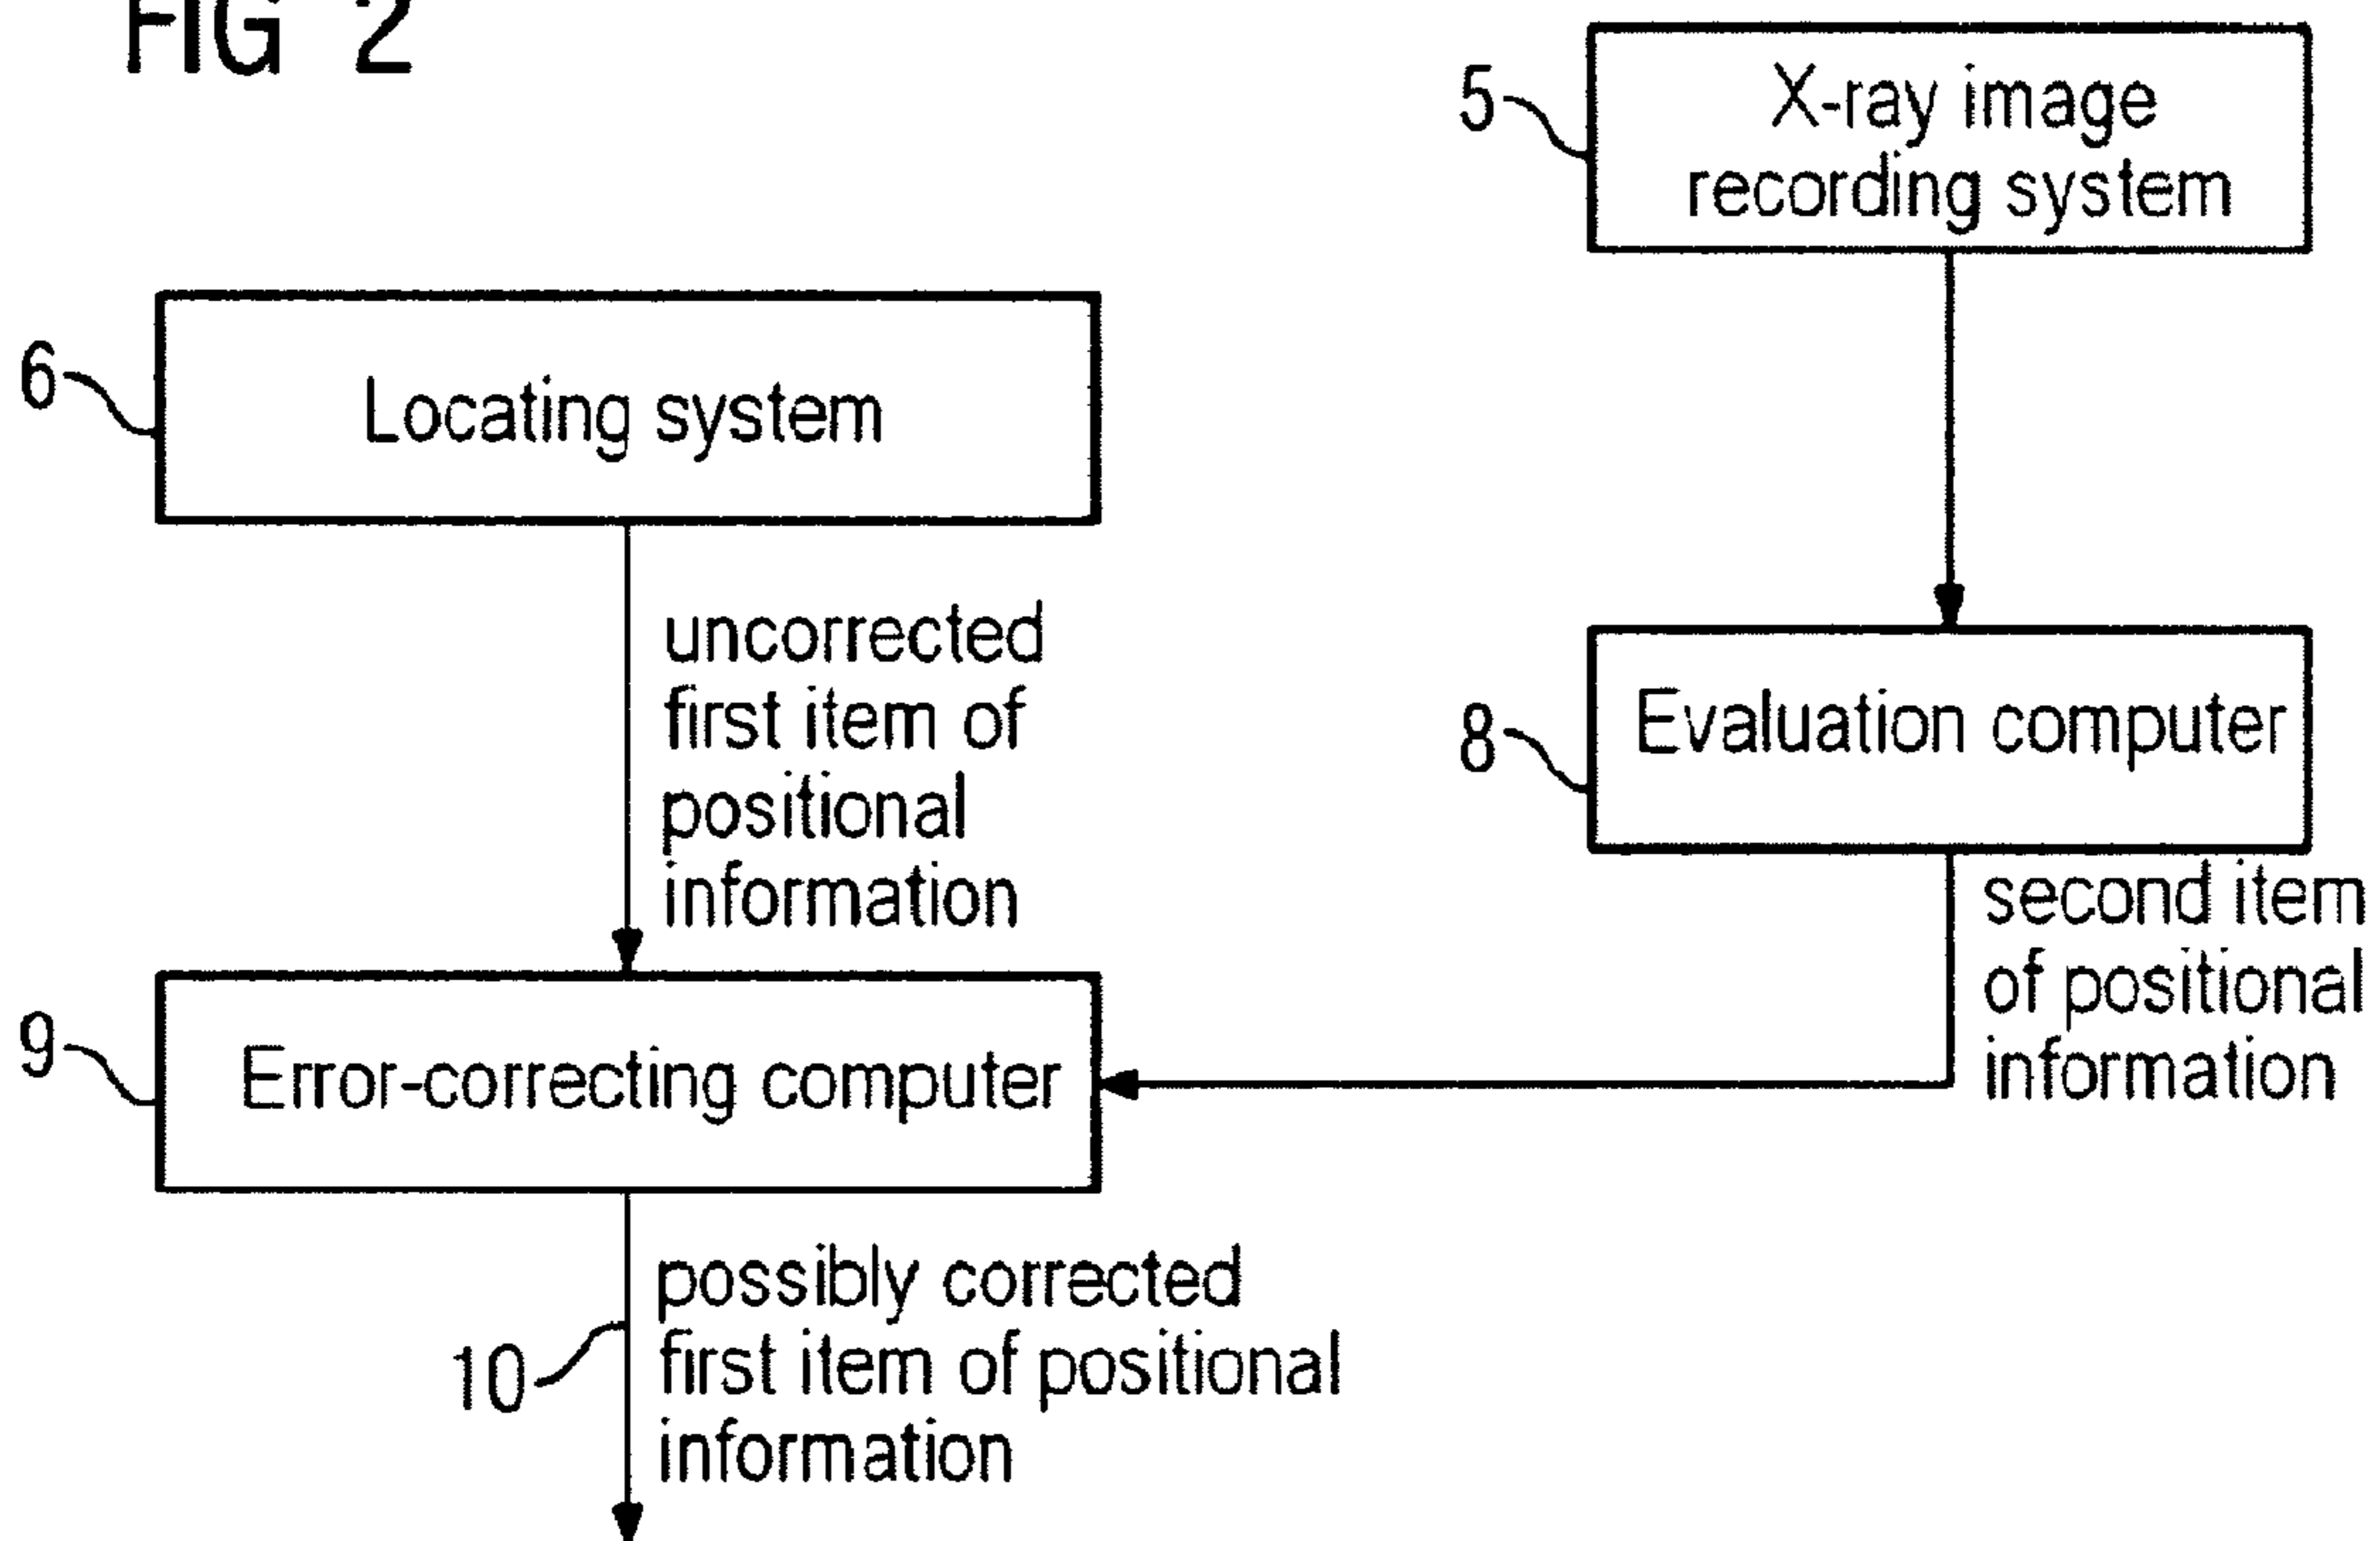 FIG 2
5
X-ray image
recording system
6
Locating system
uncorrected
first item of
positional
information
8
Evaluation computer
second item
of positional
information
9
Error-correcting computer
10
possibly corrected
first item of positional
information